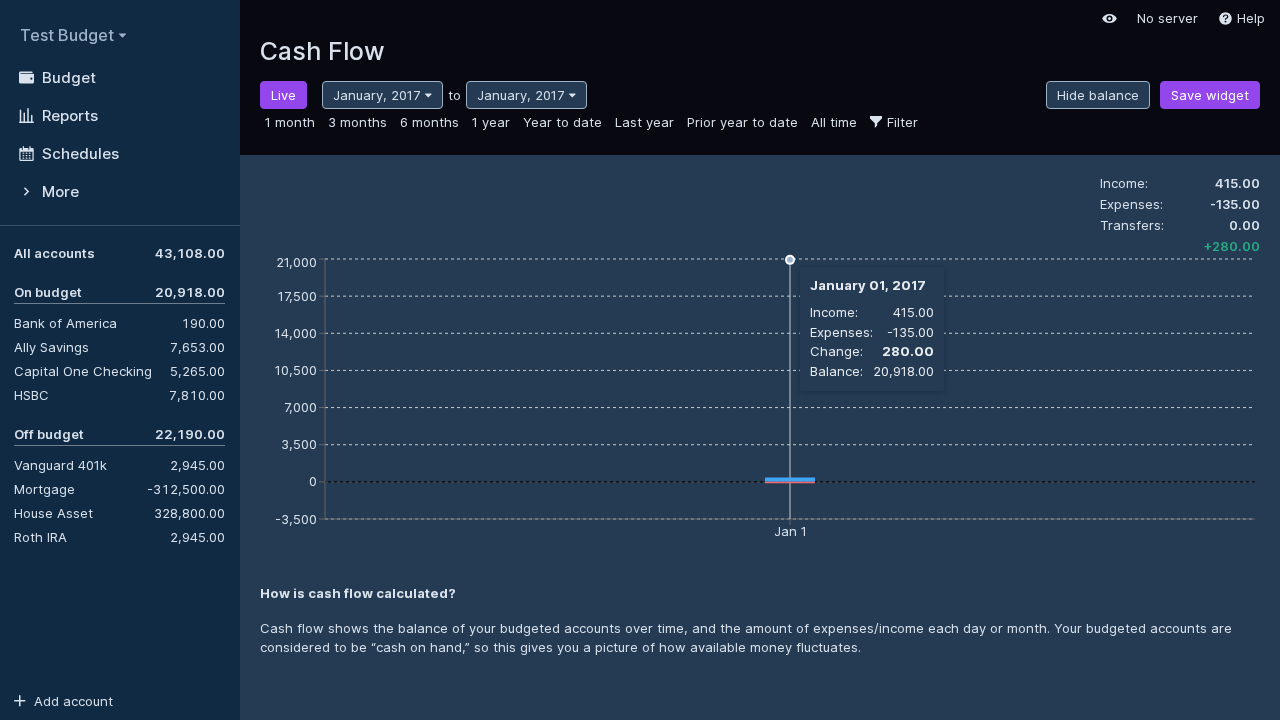 Test Budget
Budget
Reports
Schedules
More
All accounts 43,108.00
On budget 20,918.00
Bank of America 190.00
Ally Savings 7,653.00
Capital One Checking 5,265.00
HSBC 7,810.00
Off budget 22,190.00
Vanguard 401k 2,945.00
Mortgage -312,500.00
House Asset 328,800.00
Roth IRA 2,945.00
Add account
No server Help
Cash Flow
Live January, 2017 to January, 2017 Hide balance Save widget
1 month 3 months 6 months 1 year Year to date Last year Prior year to date All time Filter
Income: 415.00
Expenses: -135.00
Transfers: 0.00
+280.00
21,000
17,500
14,000
10,500
7,000
3,500
0
-3,500
Jan 1
January 01, 2017
Income: 415.00
Expenses: -135.00
Change: 280.00
Balance: 20,918.00
How is cash flow calculated?
Cash flow shows the balance of your budgeted accounts over time, and the amount of expenses/income each day or month. Your budgeted accounts are
considered to be “cash on hand,” so this gives you a picture of how available money fluctuates.